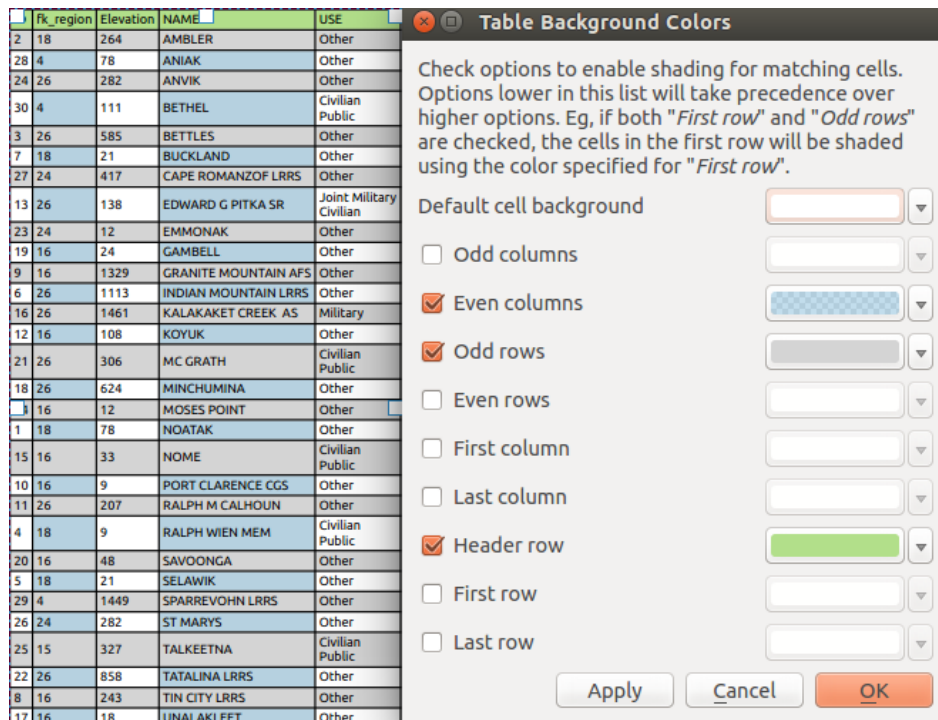 fk_region Elevation NAME USE
2 18 264 AMBLER Other
28 4 78 ANIAK Other
24 26 282 ANVIK Other
30 4 111 BETHEL Civilian Public
3 26 585 BETTLES Other
7 18 21 BUCKLAND Other
27 24 417 CAPE ROMANZOF LRRS Other
13 26 138 EDWARD G PITKA SR Joint Military Civilian
23 24 12 EMMONAK Other
19 16 24 GAMBELL Other
9 16 1329 GRANITE MOUNTAIN AFS Other
6 26 1113 INDIAN MOUNTAIN LRRS Other
16 26 1461 KALAKAKET CREEK AS Military
12 16 108 KOYUK Other
21 26 306 MC GRATH Civilian Public
18 26 624 MINCHUMINA Other
16 12 MOSES POINT Other
1 18 78 NOATAK Other
15 16 33 NOME Civilian Public
10 16 9 PORT CLARENCE CGS Other
11 26 207 RALPH M CALHOUN Other
4 18 9 RALPH WIEN MEM Civilian Public
20 16 48 SAVOONGA Other
5 18 21 SELAWIK Other
29 4 1449 SPARREVOHN LRRS Other
26 24 282 ST MARYS Other
25 15 327 TALKEETNA Civilian Public
22 26 858 TATALINA LRRS Other
8 16 243 TIN CITY LRRS Other
17 16 18 UNALAKLEET Other
Table Background Colors
Check options to enable shading for matching cells.
Options lower in this list will take precedence over
higher options. Eg, if both "First row" and "Odd rows"
are checked, the cells in the first row will be shaded
using the color specified for "First row".
Default cell background
Odd columns
Even columns
Odd rows
Even rows
First column
Last column
Header row
First row
Last row
Apply Cancel OK